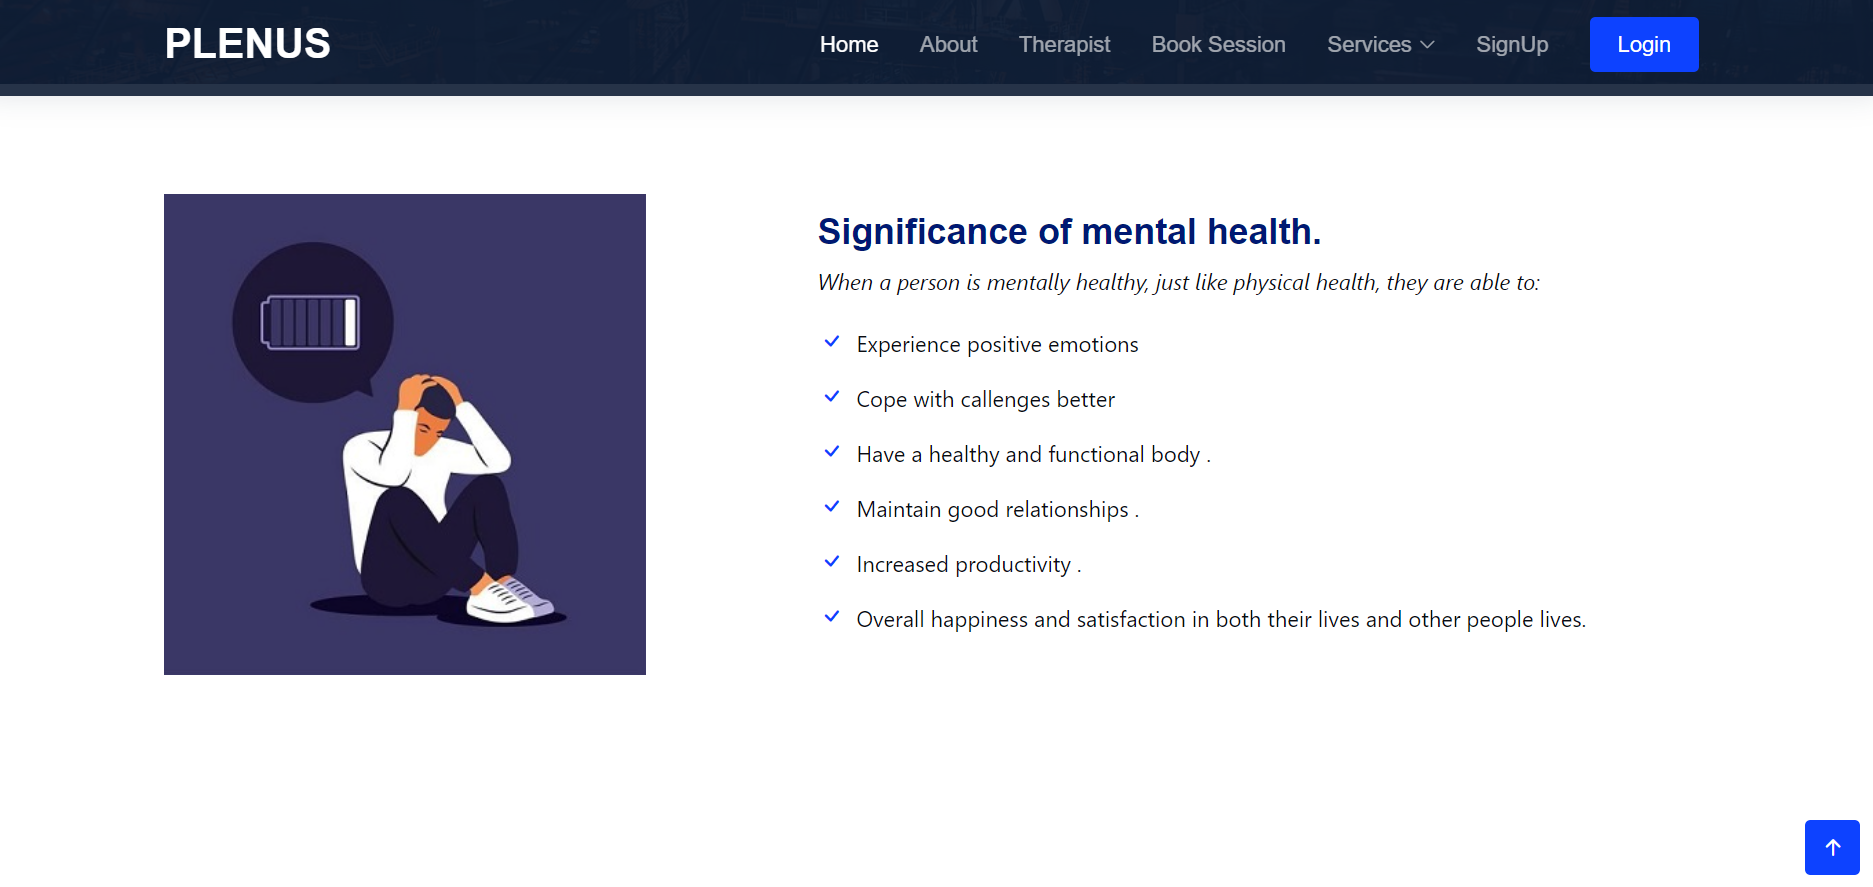 PLENUS
Home About Therapist Book Session Services SignUp Login
Significance of mental health.
When a person is mentally healthy, just like physical health, they are able to:
Experience positive emotions
Cope with callenges better
Have a healthy and functional body .
Maintain good relationships .
Increased productivity .
Overall happiness and satisfaction in both their lives and other people lives.